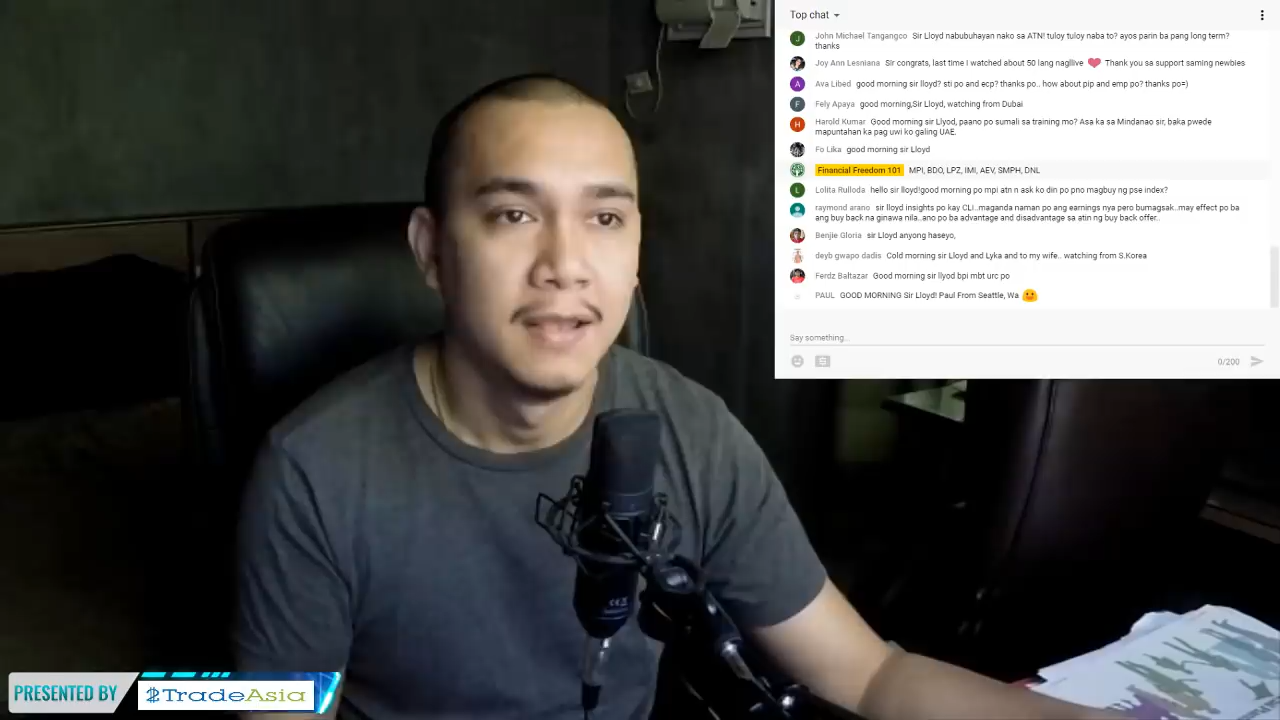 Top chat
J John Michael Tangangco Sir Lloyd nabubuhayan nako sa ATN! tuloy tuloy naba to? ayos parin ba pang long term?
thanks
Joy Ann Lesniana Sir congrats, last time I watched about 50 lang nagllive ❤ Thank you sa support saming newbies
A Ava Libed good morning sir lloyd? sti po and ecp? thanks po.. how about pip and emp po? thanks po=)
F Fely Apaya good morning,Sir Lloyd, watching from Dubai
H Harold Kumar Good morning sir Llyod, paano po sumali sa training mo? Asa ka sa Mindanao sir, baka pwede
mapuntahan ka pag uwi ko galing UAE.
Fo Lika good morning sir Lloyd
Financial Freedom 101 MPI, BDO, LPZ, IMI, AEV, SMPH, DNL
L Lolita Rulloda hello sir lloyd!good morning po mpi atn n ask ko din po pno magbuy ng pse index?
raymond arano sir lloyd insights po kay CLI..maganda naman po ang earnings nya pero bumagsak..may effect po ba
ang buy back na ginawa nila..ano po ba advantage and disadvantage sa atin ng buy back offer..
Benjie Gloria sir Lloyd anyong haseyo,
deyb gwapo dadis Cold morning sir Lloyd and Lyka and to my wife.. watching from S.Korea
Ferdz Baltazar Good morning sir llyod bpi mbt urc po
PAUL GOOD MORNING Sir Lloyd! Paul From Seattle, Wa 🙂
Say something...
0/200
PRESENTED BY $TradeAsia